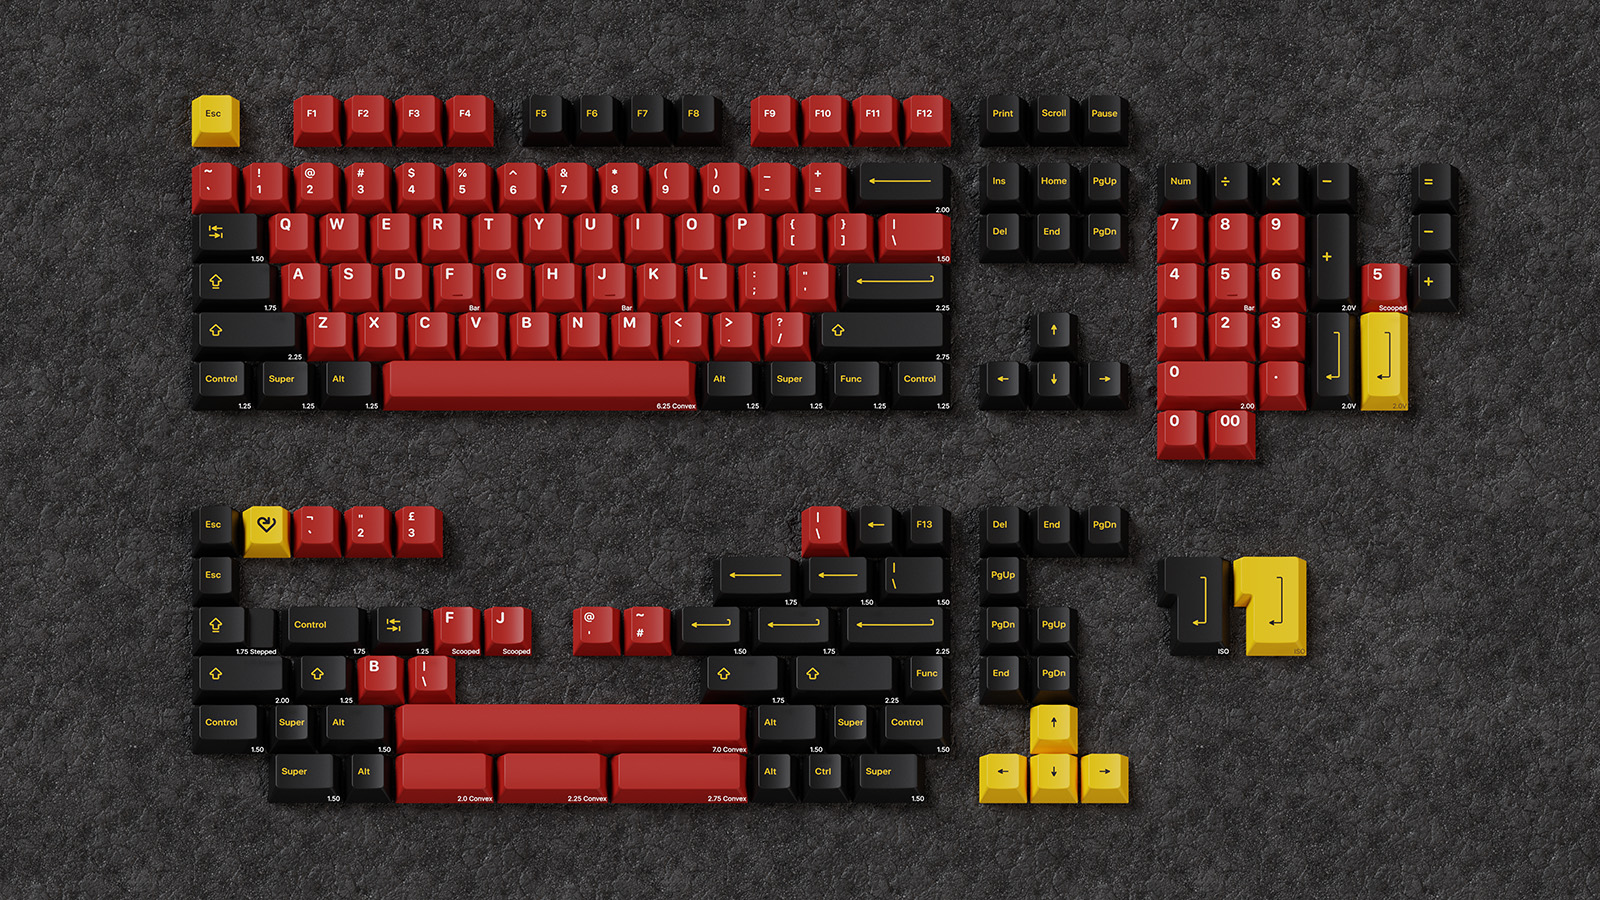 Esc F1 F2 F3 F4 F5 F6 F7 F8 F9 F10 F11 F12 Print Scroll Pause
~ ! @ # $ % ^ & * ( ) _ +
` 1 2 3 4 5 6 7 8 9 0 - =
Ins Home PgUp Num ÷ × − =
2.00
Q W E R T Y U I O P { } |
[ ] \
Del End PgDn 7 8 9 + −
1.50 1.50
A S D F G H J K L : "
; '
4 5 6 5 +
1.75 Bar Bar 2.25 Bar 2.0V Scooped
Z X C V B N M < > ?
, . /
↑ 1 2 3
2.25 2.75
Control Super Alt Alt Super Func Control ← ↓ → 0 .
1.25 1.25 1.25 6.25 Convex 1.25 1.25 1.25 1.25 2.00 2.0V 2.0V
0 00
Esc ¬ " £ | ← F13 Del End PgDn
` 2 3 \
Esc ← ← | PgUp
\
1.75 1.50 1.50
Control F J @ ~ PgDn PgUp
' #
1.75 Stepped 1.75 1.25 Scooped Scooped 1.50 1.75 2.25 ISO ISO
B | Func End PgDn
\
2.00 1.25 1.75 2.25
Control Super Alt Alt Super Control ↑
1.50 1.50 7.0 Convex 1.50 1.50
Super Alt Alt Ctrl Super ← ↓ →
1.50 2.0 Convex 2.25 Convex 2.75 Convex 1.50